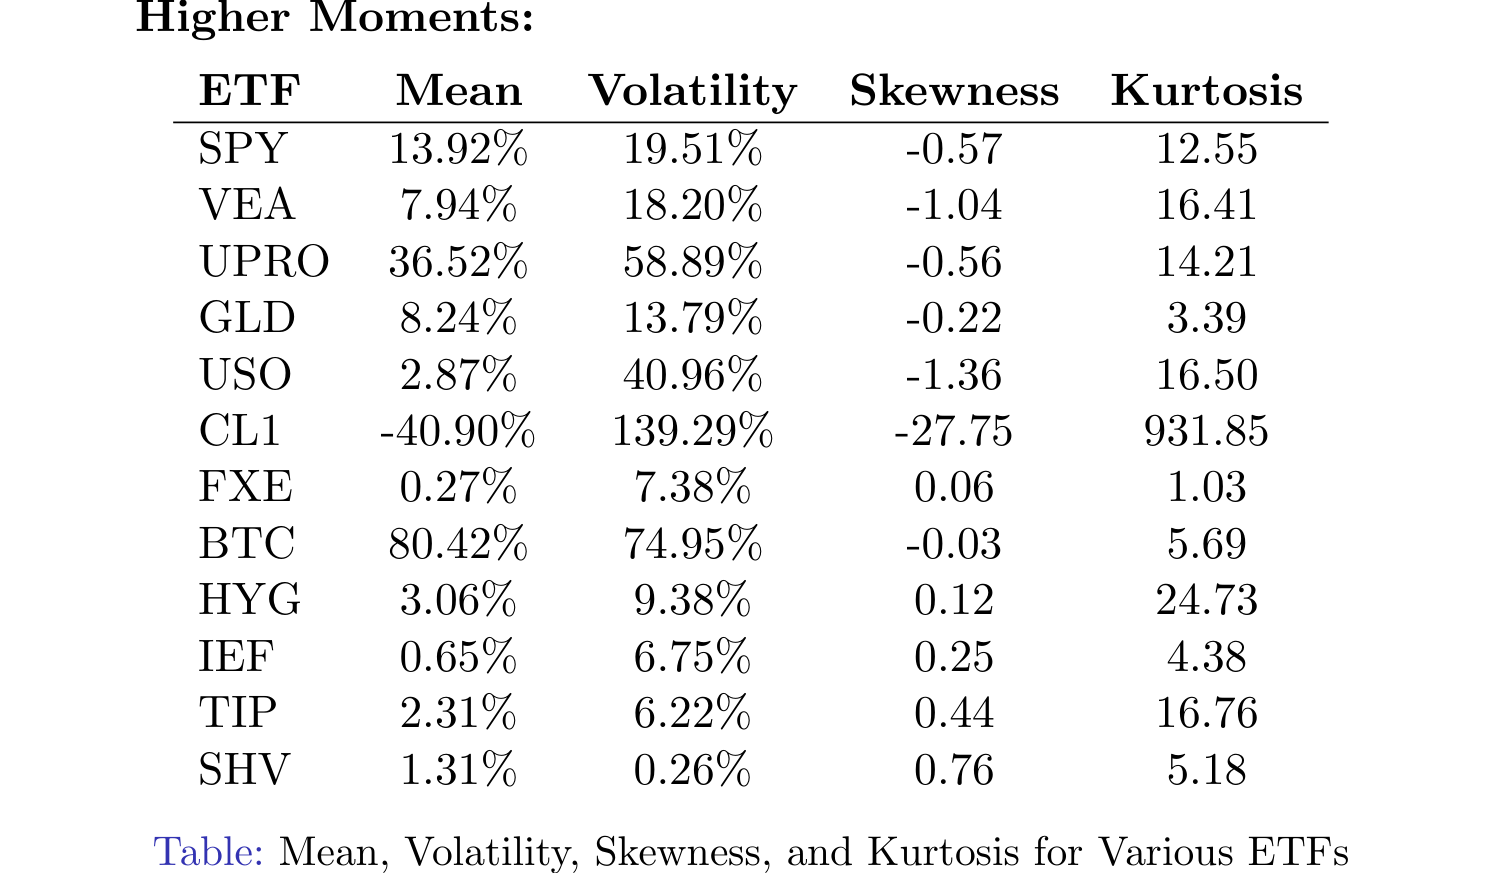 Higher Moments:
ETF Mean Volatility Skewness Kurtosis
SPY 13.92% 19.51% -0.57 12.55
VEA 7.94% 18.20% -1.04 16.41
UPRO 36.52% 58.89% -0.56 14.21
GLD 8.24% 13.79% -0.22 3.39
USO 2.87% 40.96% -1.36 16.50
CL1 -40.90% 139.29% -27.75 931.85
FXE 0.27% 7.38% 0.06 1.03
BTC 80.42% 74.95% -0.03 5.69
HYG 3.06% 9.38% 0.12 24.73
IEF 0.65% 6.75% 0.25 4.38
TIP 2.31% 6.22% 0.44 16.76
SHV 1.31% 0.26% 0.76 5.18
Table: Mean, Volatility, Skewness, and Kurtosis for Various ETFs